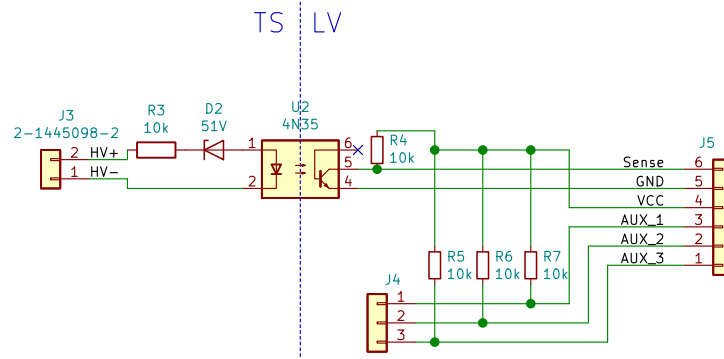 TS LV
J3
2-1445098-2
2 HV+
1 HV-
R3
10k
D2
51V
U2
4N35
1
2
6
5
4
R4
10k
J5
Sense 6
GND 5
VCC 4
AUX_1 3
AUX_2 2
AUX_3 1
R5
10k
R6
10k
R7
10k
J4
1
2
3